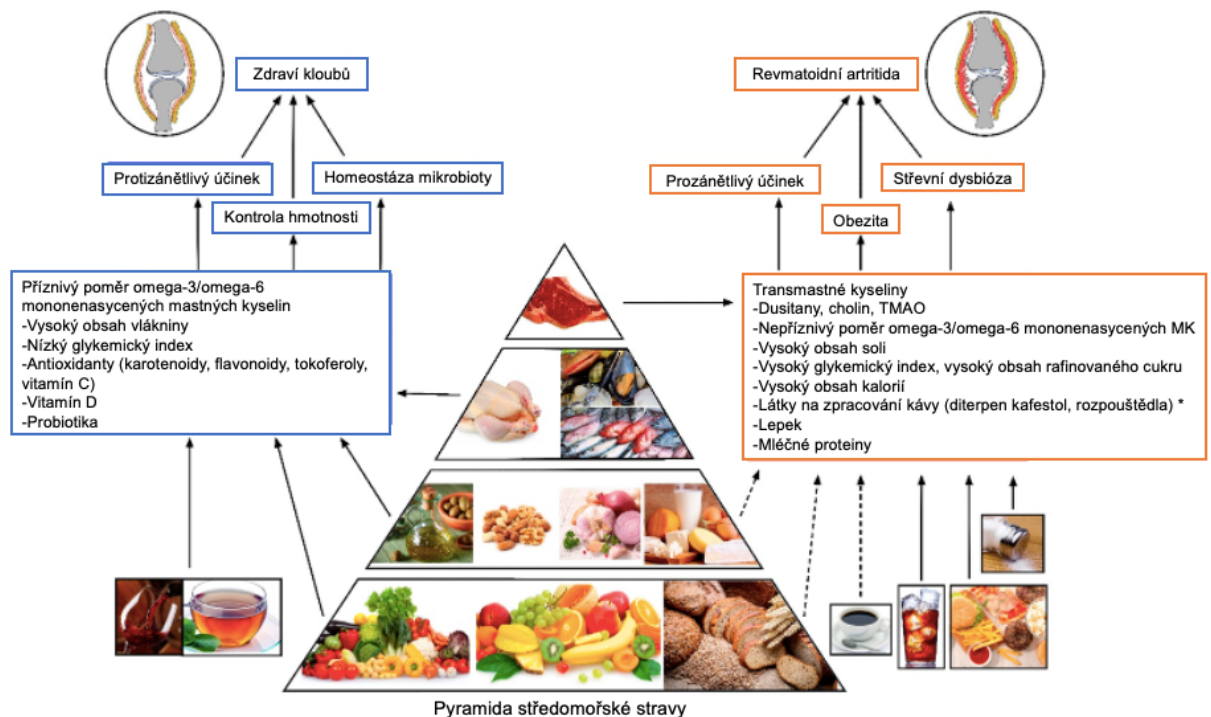 Zdraví kloubů
Revmatoidní artritida
Protizánětlivý účinek
Homeostáza mikrobioty
Kontrola hmotnosti
Prozánětlivý účinek
Střevní dysbióza
Obezita
Příznivý poměr omega-3/omega-6
mononenasycených mastných kyselin
-Vysoký obsah vlákniny
-Nízký glykemický index
-Antioxidanty (karotenoidy, flavonoidy, tokoferoly,
vitamín C)
-Vitamín D
-Probiotika
Transmastné kyseliny
-Dusitany, cholin, TMAO
-Nepříznivý poměr omega-3/omega-6 mononenasycených MK
-Vysoký obsah soli
-Vysoký glykemický index, vysoký obsah rafinovaného cukru
-Vysoký obsah kalorií
-Látky na zpracování kávy (diterpen kafestol, rozpouštědla) *
-Lepek
-Mléčné proteiny
Pyramida středomořské stravy